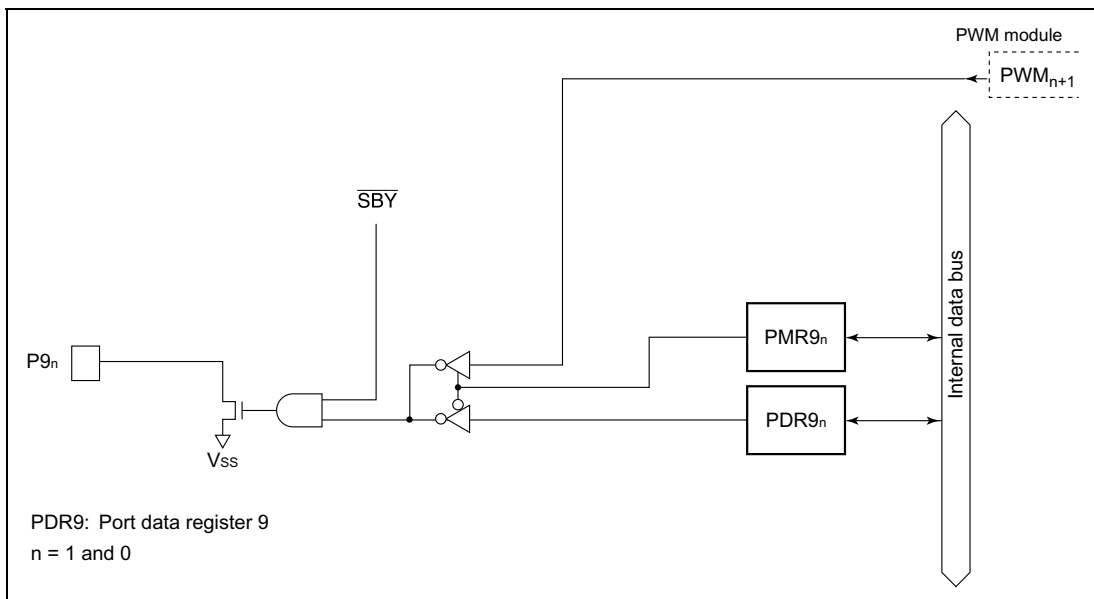 PWM module
PWMn+1
SBY
Internal data bus
P9n
PMR9n
PDR9n
VSS
PDR9: Port data register 9
n = 1 and 0